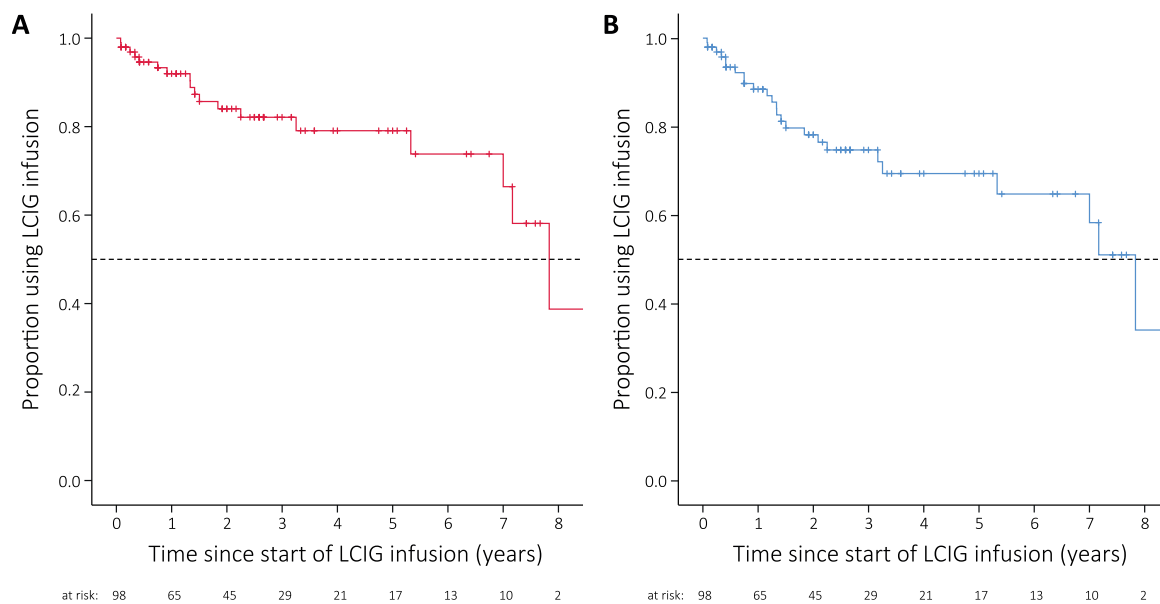 A
Proportion using LCIG infusion
1.0
0.8
0.6
0.4
0.2
0.0
0 1 2 3 4 5 6 7 8
Time since start of LCIG infusion (years)
at risk: 98 65 45 29 21 17 13 10 2
B
Proportion using LCIG infusion
1.0
0.8
0.6
0.4
0.2
0.0
0 1 2 3 4 5 6 7 8
Time since start of LCIG infusion (years)
at risk: 98 65 45 29 21 17 13 10 2